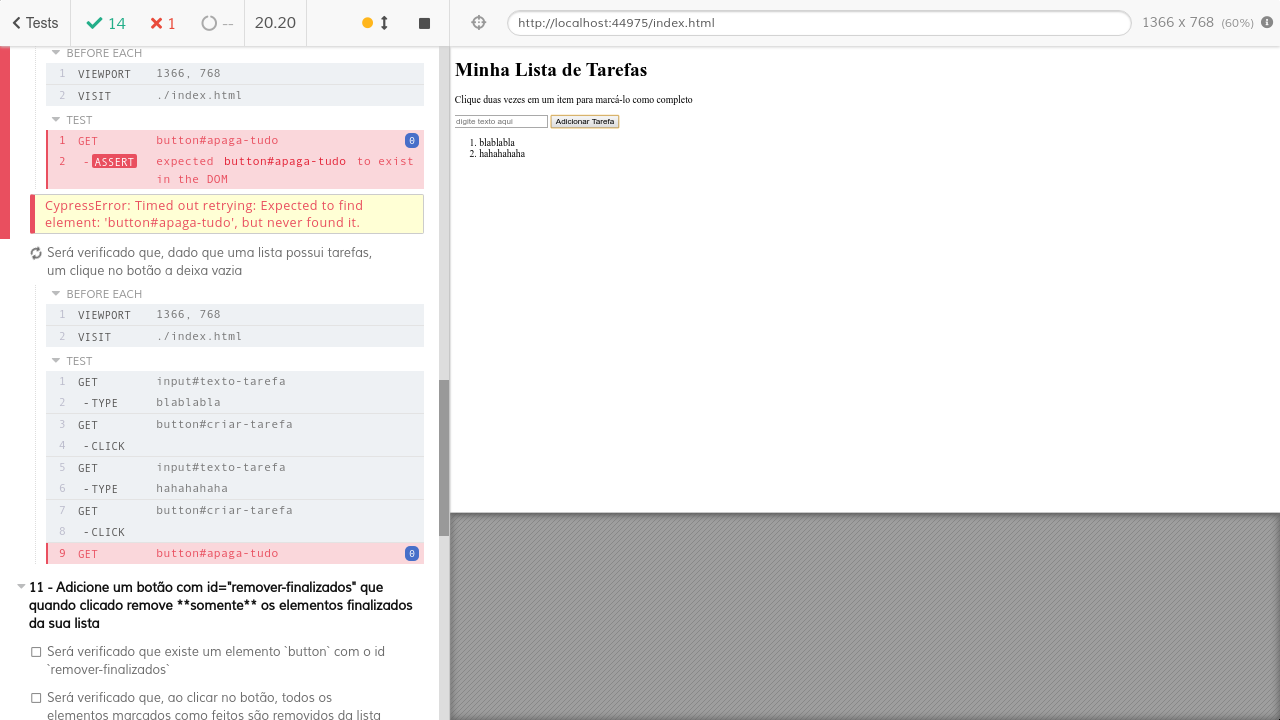 Tests
14
1
--
20.20
http://localhost:44975/index.html
1366 x 768 (60%)
BEFORE EACH
1 VIEWPORT 1366, 768
2 VISIT ./index.html
TEST
1 GET button#apaga-tudo 0
2 -ASSERT expected button#apaga-tudo to exist
in the DOM
CypressError: Timed out retrying: Expected to find
element: 'button#apaga-tudo', but never found it.
Será verificado que, dado que uma lista possui tarefas,
um clique no botão a deixa vazia
BEFORE EACH
1 VIEWPORT 1366, 768
2 VISIT ./index.html
TEST
1 GET input#texto-tarefa
2 -TYPE blablabla
3 GET button#criar-tarefa
4 -CLICK
5 GET input#texto-tarefa
6 -TYPE hahahahaha
7 GET button#criar-tarefa
8 -CLICK
9 GET button#apaga-tudo 0
11 - Adicione um botão com id="remover-finalizados" que
quando clicado remove **somente** os elementos finalizados
da sua lista
Será verificado que existe um elemento `button` com o id
`remover-finalizados`
Será verificado que, ao clicar no botão, todos os
elementos marcados como feitos são removidos da lista
Minha Lista de Tarefas
Clique duas vezes em um item para marcá-lo como completo
digite texto aqui
Adicionar Tarefa
1. blablabla
2. hahahahaha